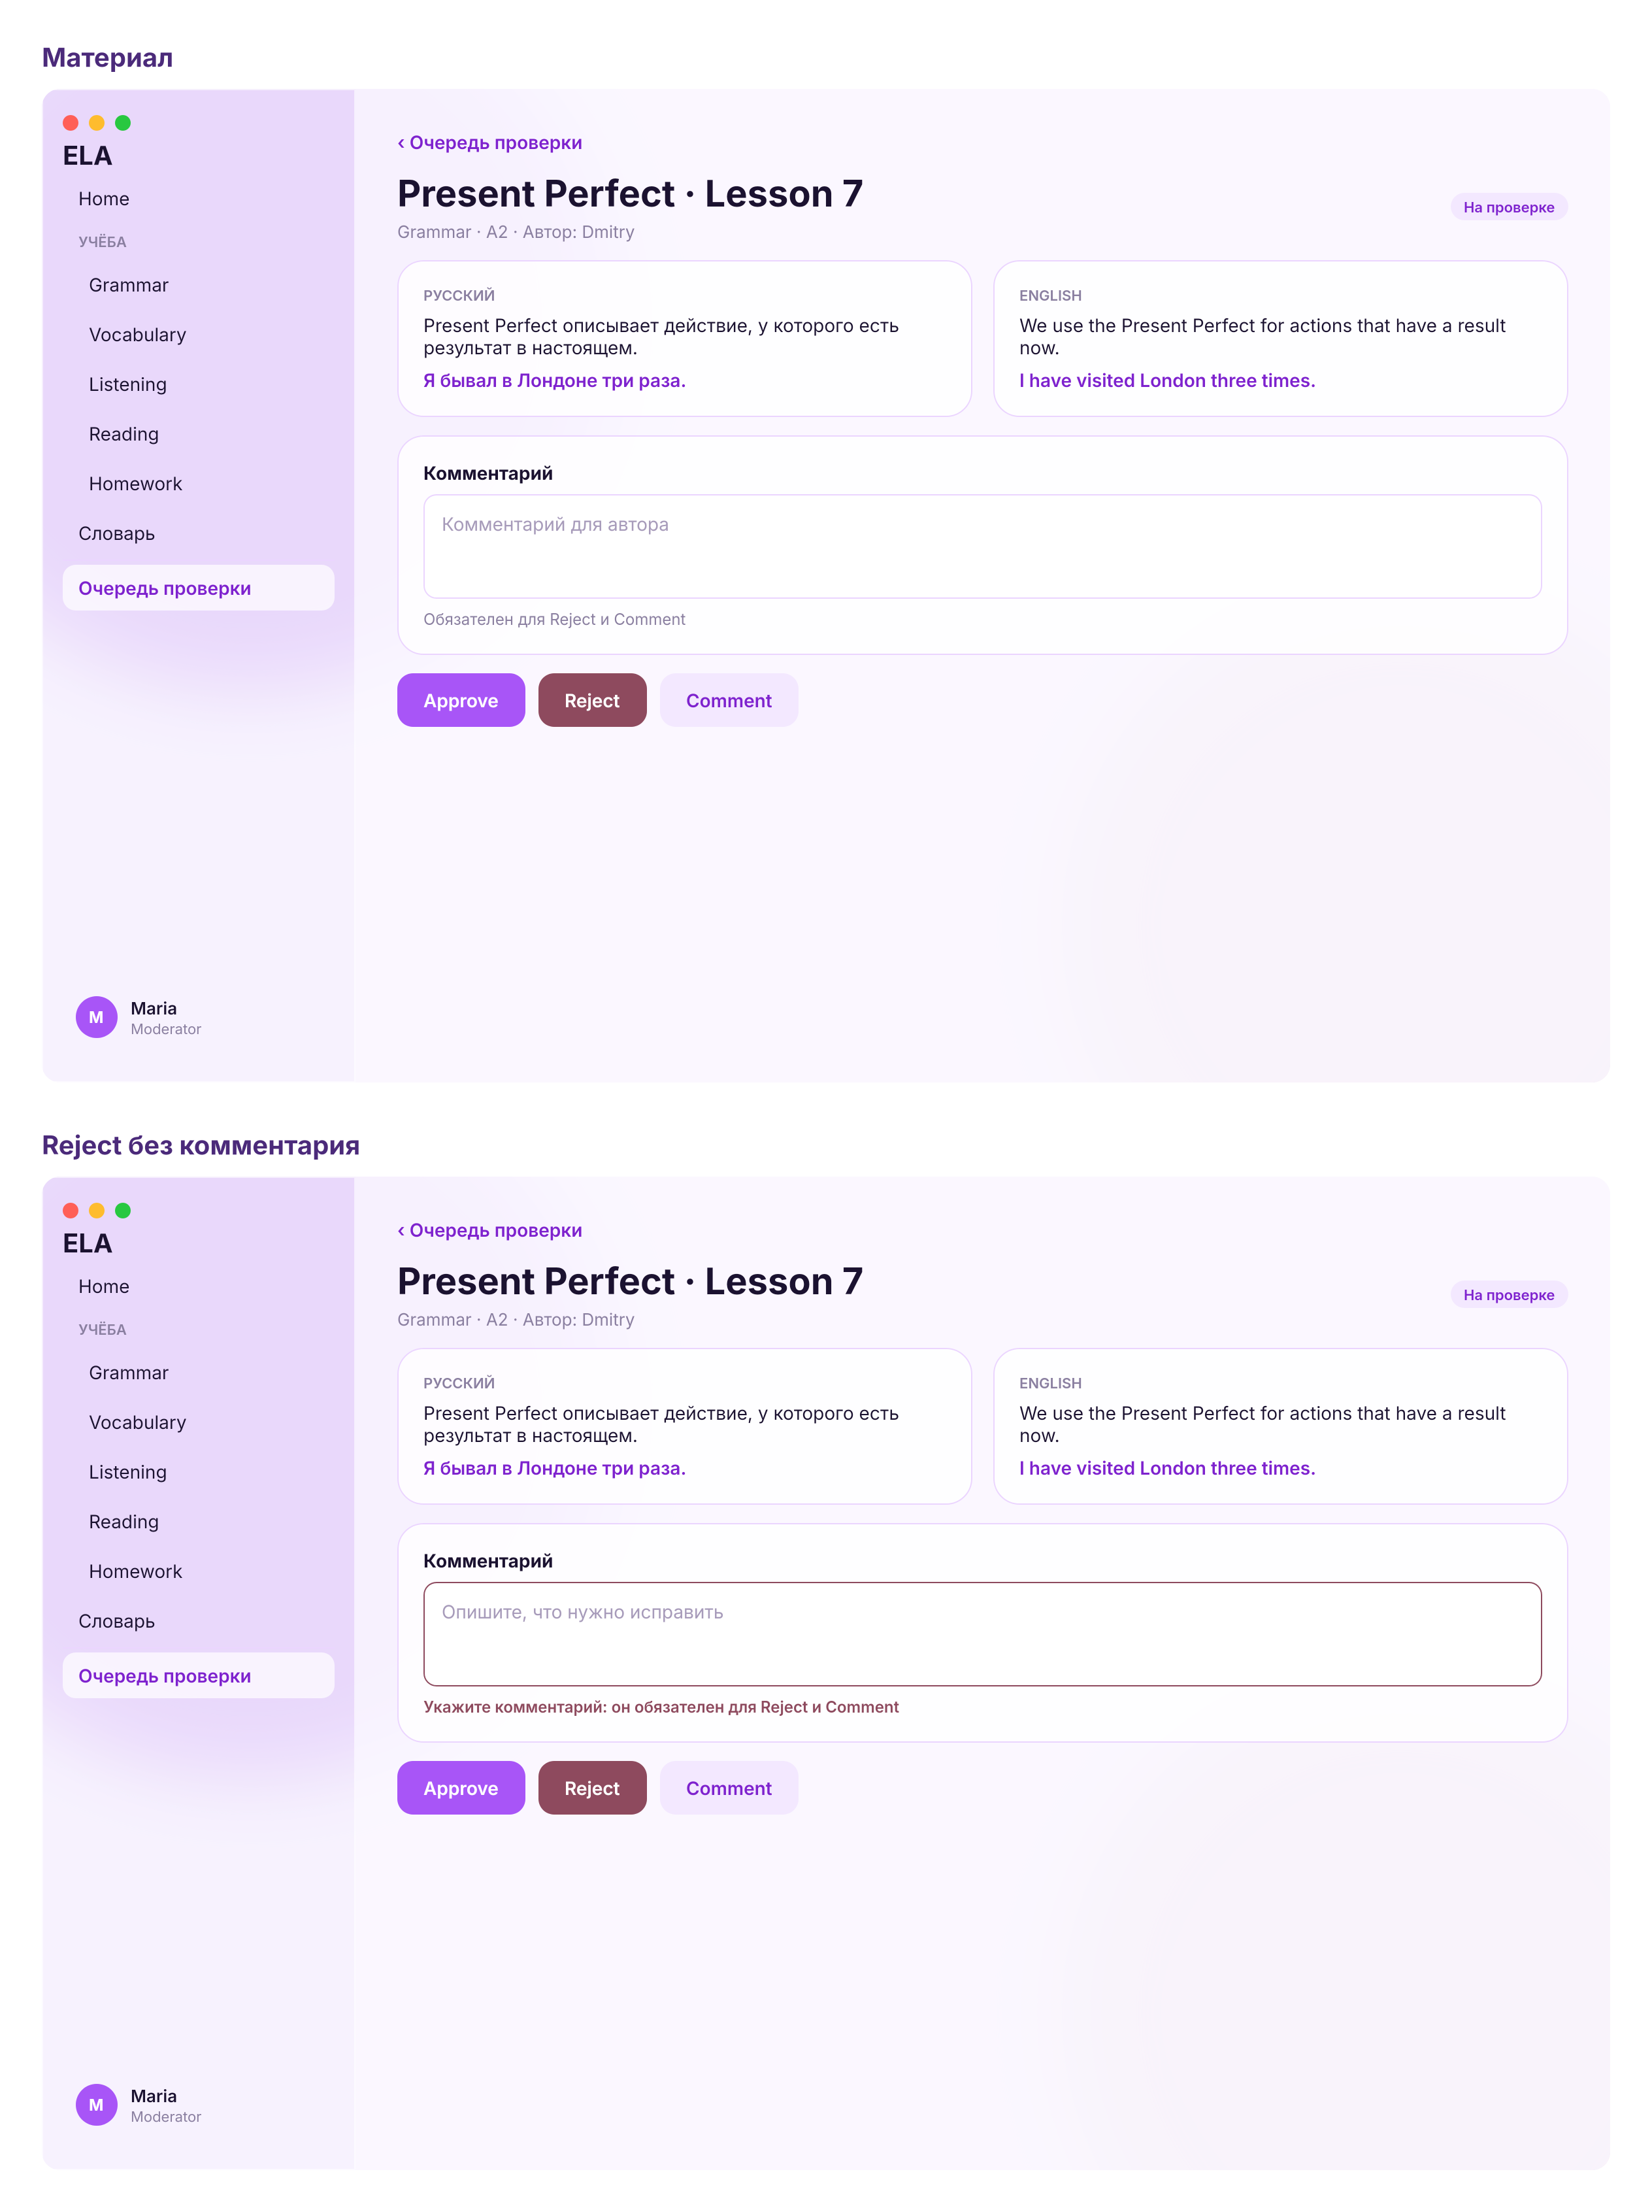 Материал
ELA
Home
УЧЁБА
Grammar
Vocabulary
Listening
Reading
Homework
Словарь
Очередь проверки
M
Maria
Moderator
‹ Очередь проверки
Present Perfect · Lesson 7
Grammar · A2 · Автор: Dmitry
На проверке
РУССКИЙ
Present Perfect описывает действие, у которого есть
результат в настоящем.
Я бывал в Лондоне три раза.
ENGLISH
We use the Present Perfect for actions that have a result
now.
I have visited London three times.
Комментарий
Комментарий для автора
Обязателен для Reject и Comment
Approve
Reject
Comment
Reject без комментария
ELA
Home
УЧЁБА
Grammar
Vocabulary
Listening
Reading
Homework
Словарь
Очередь проверки
M
Maria
Moderator
‹ Очередь проверки
Present Perfect · Lesson 7
Grammar · A2 · Автор: Dmitry
На проверке
РУССКИЙ
Present Perfect описывает действие, у которого есть
результат в настоящем.
Я бывал в Лондоне три раза.
ENGLISH
We use the Present Perfect for actions that have a result
now.
I have visited London three times.
Комментарий
Опишите, что нужно исправить
Укажите комментарий: он обязателен для Reject и Comment
Approve
Reject
Comment